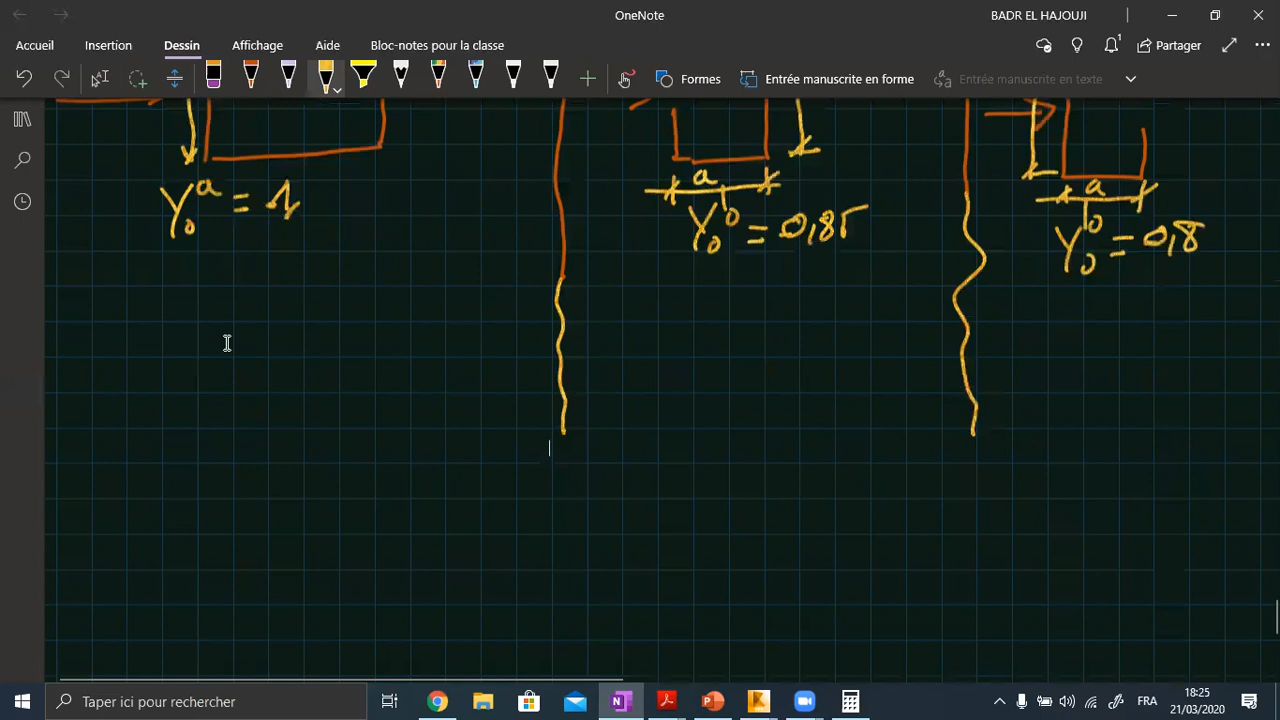 OneNote
BADR EL HAJOUJI
Accueil Insertion Dessin Affichage Aide Bloc-notes pour la classe
Partager
Formes
Entrée manuscrite en forme
Entrée manuscrite en texte
a
a
Y₀ᵃ = 1
Y₀ᵇ = 0,85
Y₀ᵇ = 0,8
Taper ici pour rechercher
FRA
18:25
21/03/2020